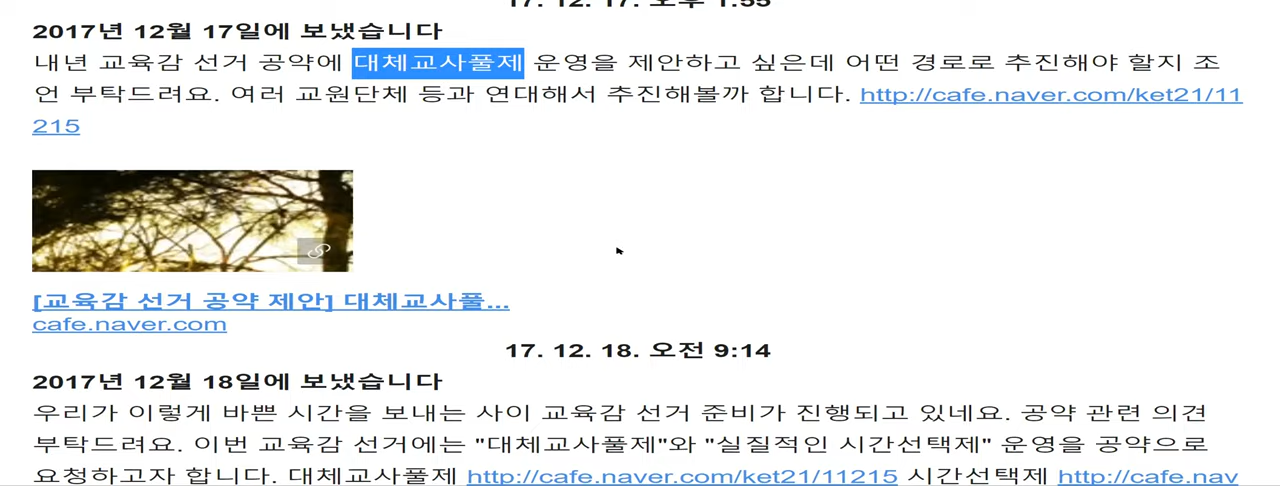 17. 12. 17. 오후 1:55
2017년 12월 17일에 보냈습니다
내년 교육감 선거 공약에 대체교사풀제 운영을 제안하고 싶은데 어떤 경로로 추진해야 할지 조
언 부탁드려요. 여러 교원단체 등과 연대해서 추진해볼까 합니다. http://cafe.naver.com/ket21/11
215
[교육감 선거 공약 제안] 대체교사풀...
cafe.naver.com
17. 12. 18. 오전 9:14
2017년 12월 18일에 보냈습니다
우리가 이렇게 바쁜 시간을 보내는 사이 교육감 선거 준비가 진행되고 있네요. 공약 관련 의견
부탁드려요. 이번 교육감 선거에는 "대체교사풀제"와 "실질적인 시간선택제" 운영을 공약으로
요청하고자 합니다. 대체교사풀제 http://cafe.naver.com/ket21/11215 시간선택제 http://cafe.nav